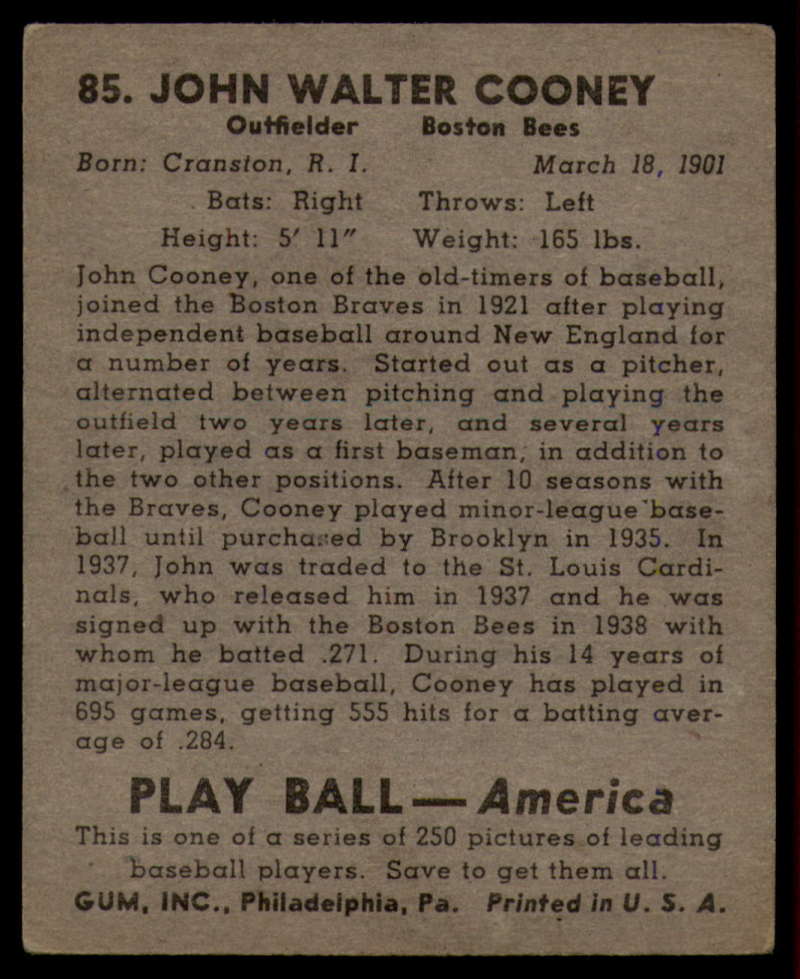 85. JOHN WALTER COONEY
Outfielder Boston Bees
Born: Cranston, R. I. March 18, 1901
Bats: Right Throws: Left
Height: 5′ 11″ Weight: 165 lbs.
John Cooney, one of the old-timers of baseball,
joined the Boston Braves in 1921 after playing
independent baseball around New England for
a number of years. Started out as a pitcher,
alternated between pitching and playing the
outfield two years later, and several years
later, played as a first baseman, in addition to
the two other positions. After 10 seasons with
the Braves, Cooney played minor-league base-
ball until purchased by Brooklyn in 1935. In
1937, John was traded to the St. Louis Cardi-
nals, who released him in 1937 and he was
signed up with the Boston Bees in 1938 with
whom he batted .271. During his 14 years of
major-league baseball, Cooney has played in
695 games, getting 555 hits for a batting aver-
age of .284.
PLAY BALL — America
This is one of a series of 250 pictures of leading
baseball players. Save to get them all.
GUM, INC., Philadelphia, Pa. Printed in U. S. A.